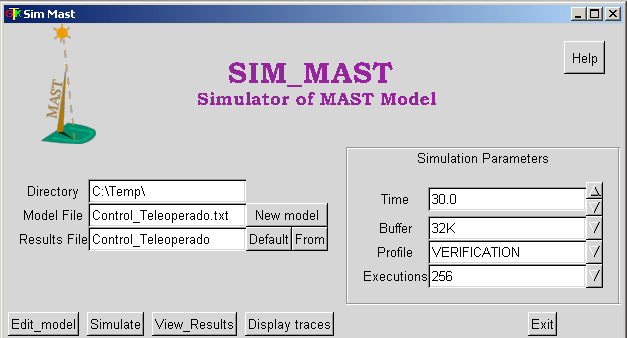 Sim Mast
MAST
SIM_MAST
Simulator of MAST Model
Help
Directory C:\Temp\
Model File Control_Teleoperado.txt New model
Results File Control_Teleoperado Default From
Simulation Parameters
Time 30.0
Buffer 32K
Profile VERIFICATION
Executions 256
Edit_model Simulate View_Results Display traces Exit